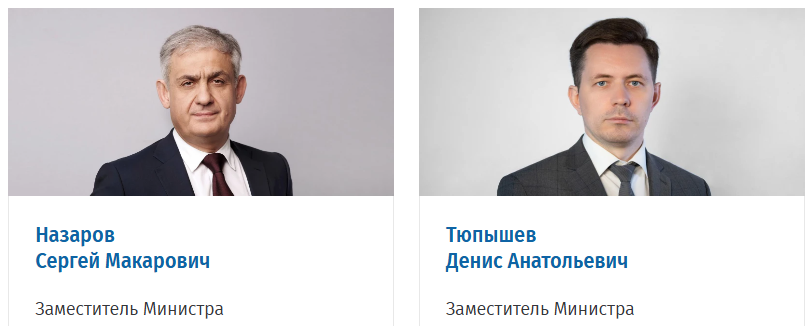 Назаров
Сергей Макарович
Заместитель Министра
Тюпышев
Денис Анатольевич
Заместитель Министра